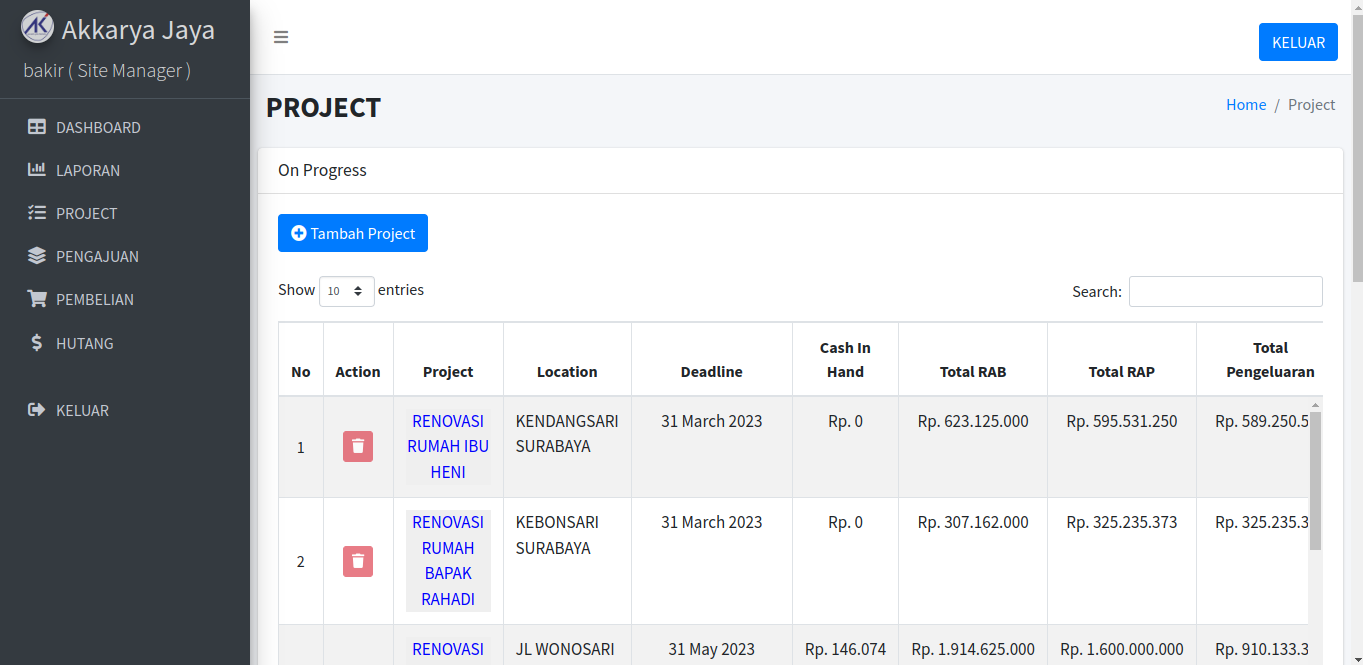 Akkarya Jaya
bakir ( Site Manager )
DASHBOARD
LAPORAN
PROJECT
PENGAJUAN
PEMBELIAN
HUTANG
KELUAR
KELUAR
PROJECT
Home / Project
On Progress
Tambah Project
Show 10 entries
Search:
No Action Project Location Deadline Cash In Hand Total RAB Total RAP Total Pengeluaran
1 RENOVASI RUMAH IBU HENI KENDANGSARI SURABAYA 31 March 2023 Rp. 0 Rp. 623.125.000 Rp. 595.531.250 Rp. 589.250.5
2 RENOVASI RUMAH BAPAK RAHADI KEBONSARI SURABAYA 31 March 2023 Rp. 0 Rp. 307.162.000 Rp. 325.235.373 Rp. 325.235.3
RENOVASI JL WONOSARI 31 May 2023 Rp. 146.074 Rp. 1.914.625.000 Rp. 1.600.000.000 Rp. 910.133.3